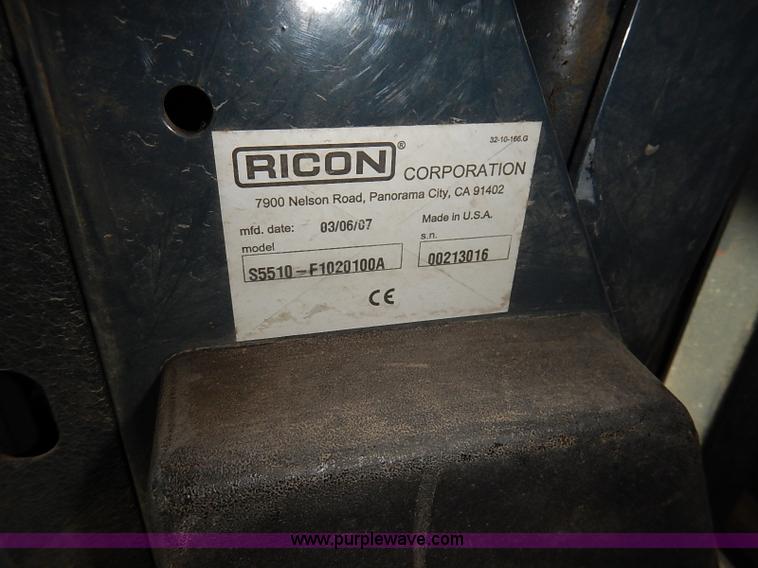 32-10-166.G
RICON® CORPORATION
7900 Nelson Road, Panorama City, CA 91402
mfd. date: 03/06/07 Made in U.S.A.
model s.n.
S5510-F1020100A 00213016
CE
www.purplewave.com